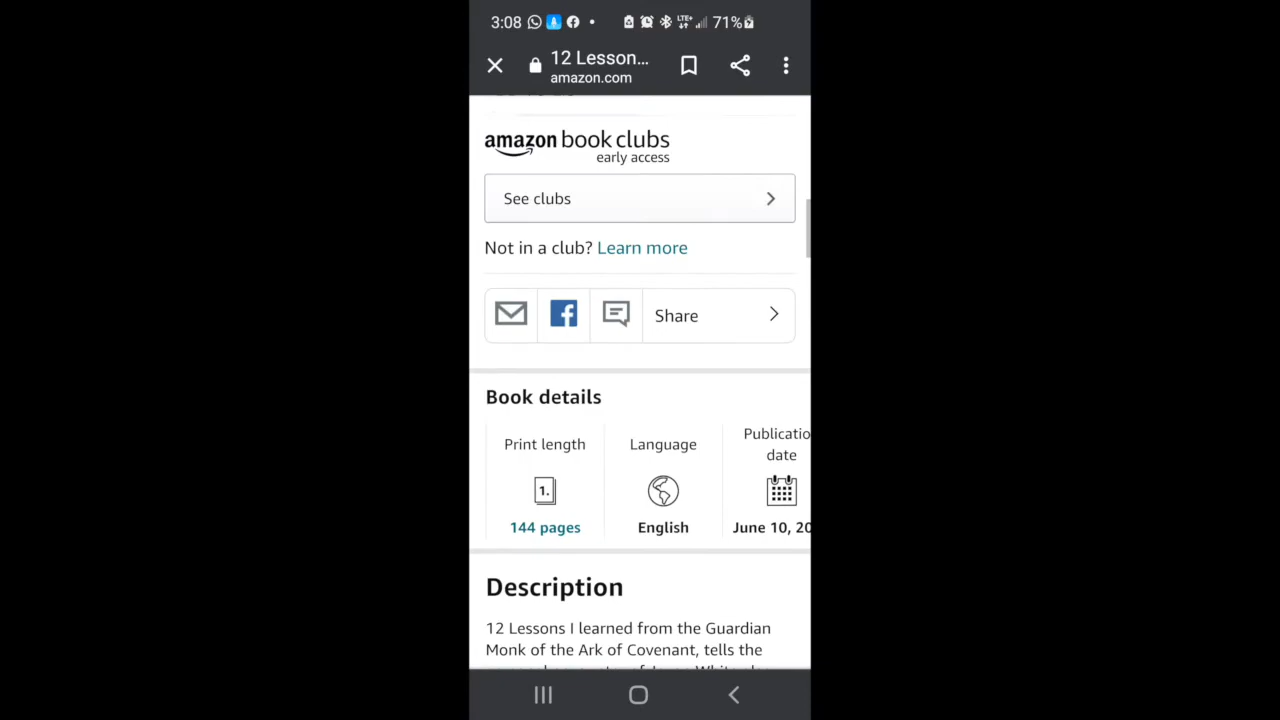 3:08 LTE+ 71%
12 Lesson...
amazon.com
amazon book clubs
early access
See clubs
Not in a club? Learn more
f Share
Book details
Print length Language Publicatio
date
1.
144 pages English June 10, 20
Description
12 Lessons I learned from the Guardian
Monk of the Ark of Covenant, tells the